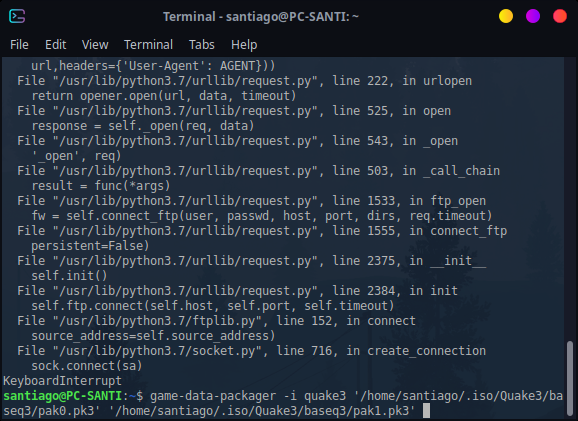 Terminal - santiago@PC-SANTI: ~
File Edit View Terminal Tabs Help
url,headers={'User-Agent': AGENT}))
File "/usr/lib/python3.7/urllib/request.py", line 222, in urlopen
return opener.open(url, data, timeout)
File "/usr/lib/python3.7/urllib/request.py", line 525, in open
response = self._open(req, data)
File "/usr/lib/python3.7/urllib/request.py", line 543, in _open
'_open', req)
File "/usr/lib/python3.7/urllib/request.py", line 503, in _call_chain
result = func(*args)
File "/usr/lib/python3.7/urllib/request.py", line 1533, in ftp_open
fw = self.connect_ftp(user, passwd, host, port, dirs, req.timeout)
File "/usr/lib/python3.7/urllib/request.py", line 1555, in connect_ftp
persistent=False)
File "/usr/lib/python3.7/urllib/request.py", line 2375, in __init__
self.init()
File "/usr/lib/python3.7/urllib/request.py", line 2384, in init
self.ftp.connect(self.host, self.port, self.timeout)
File "/usr/lib/python3.7/ftplib.py", line 152, in connect
source_address=self.source_address)
File "/usr/lib/python3.7/socket.py", line 716, in create_connection
sock.connect(sa)
KeyboardInterrupt
santiago@PC-SANTI:~$ game-data-packager -i quake3 '/home/santiago/.iso/Quake3/ba
seq3/pak0.pk3' '/home/santiago/.iso/Quake3/baseq3/pak1.pk3'